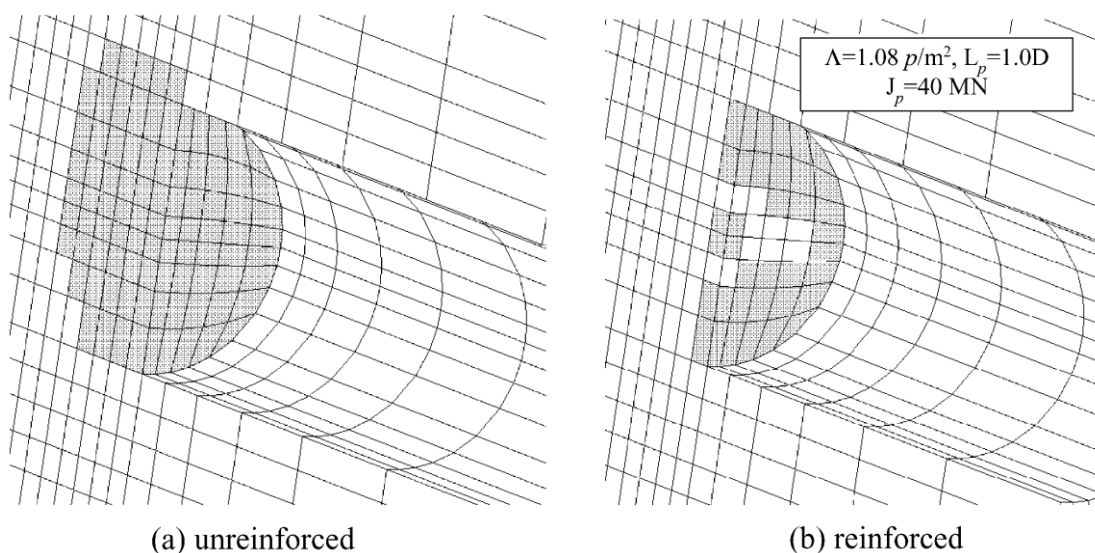 Λ=1.08 p/m², Lₚ=1.0D
Jₚ=40 MN
(a) unreinforced
(b) reinforced